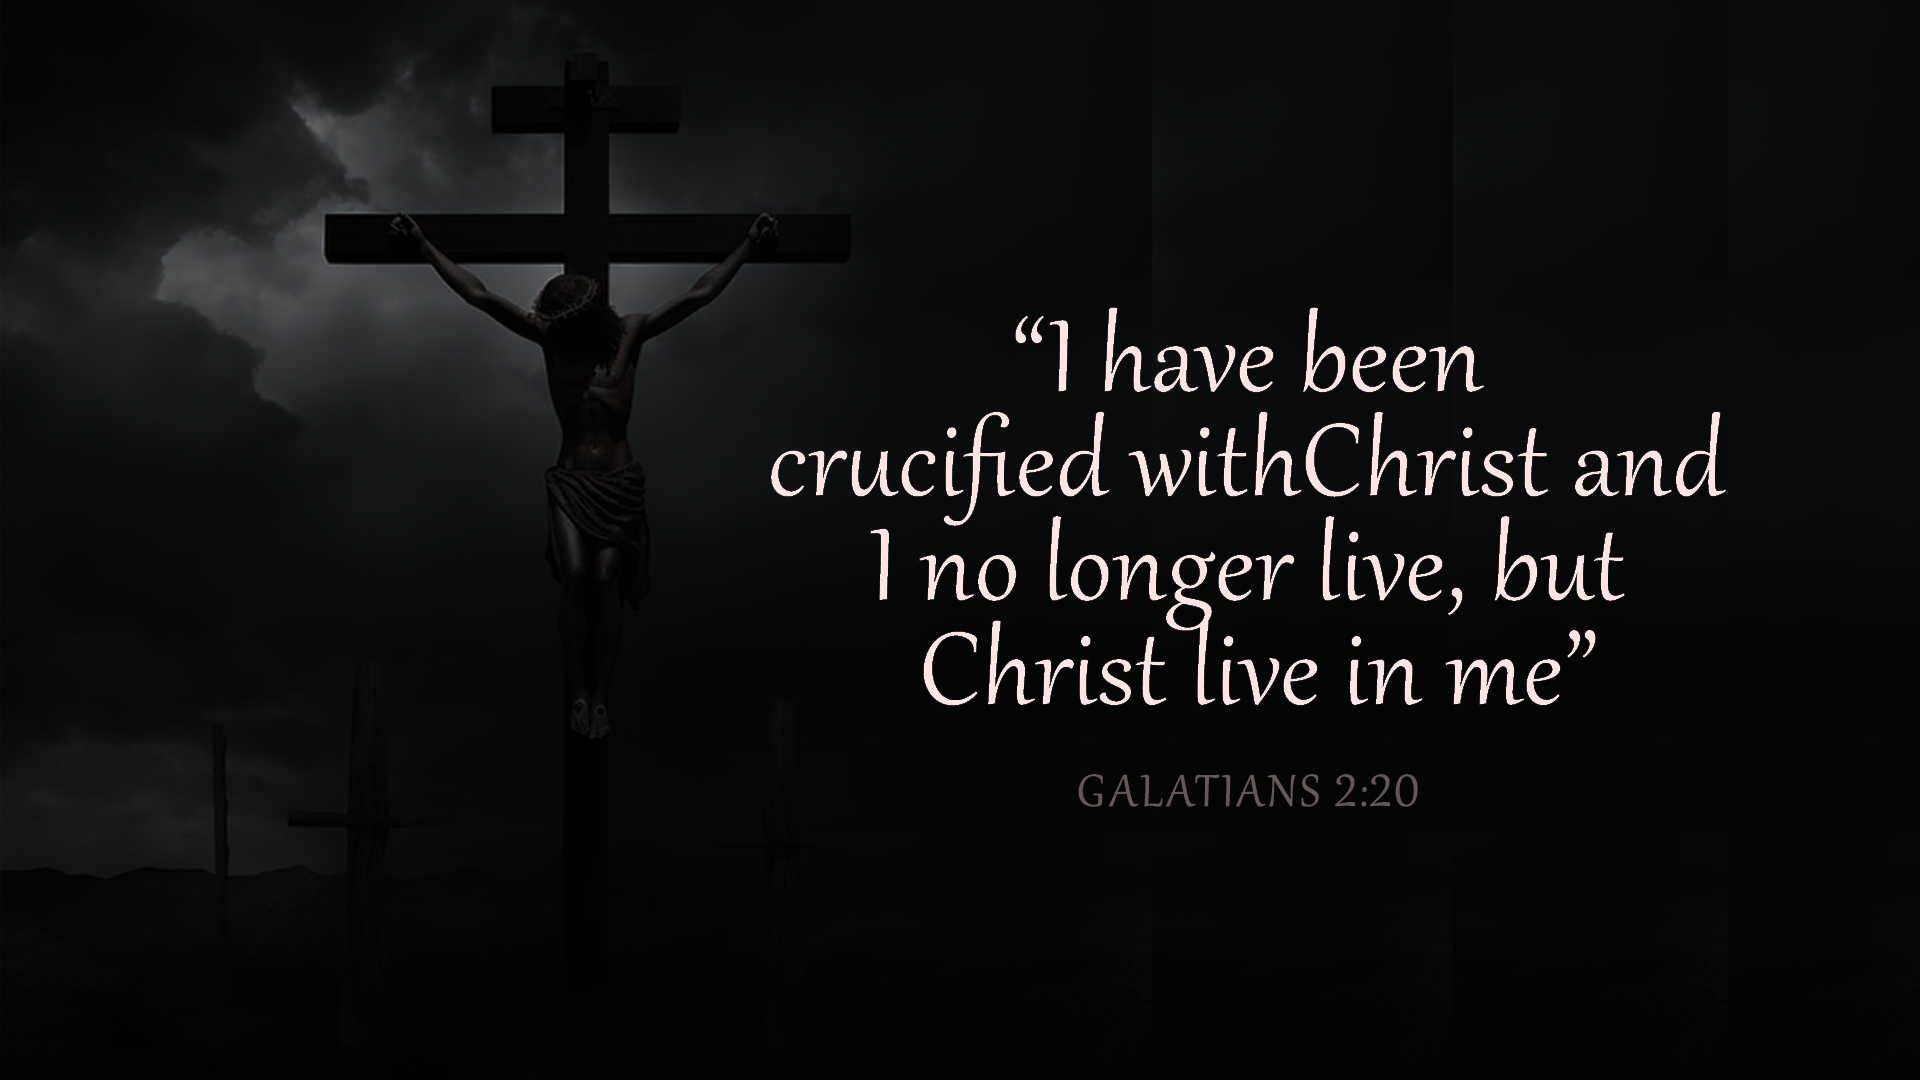 “I have been
crucified withChrist and
I no longer live, but
Christ live in me”
GALATIANS 2:20